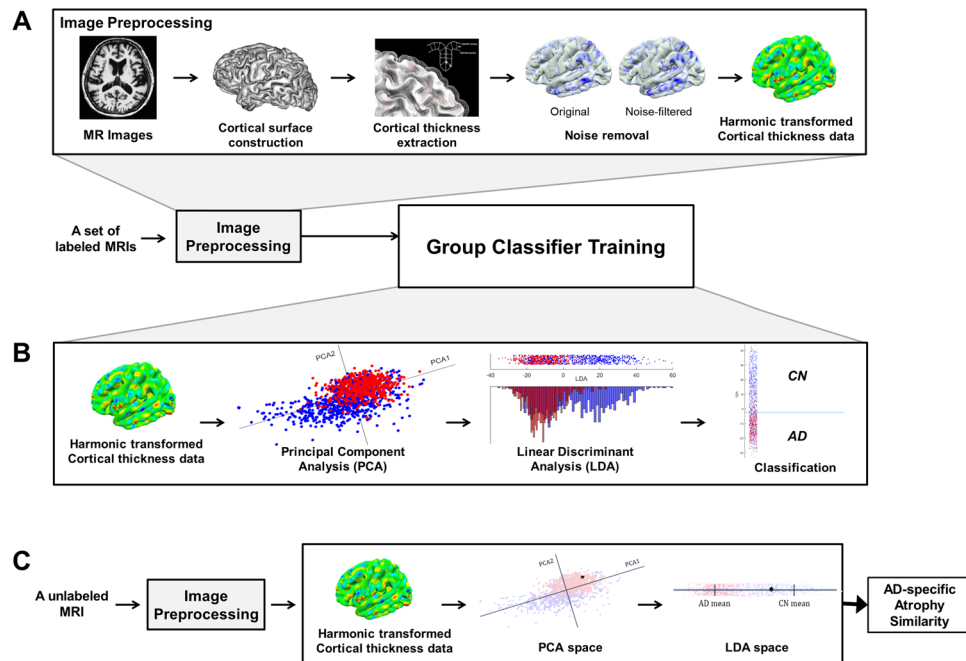 A
Image Preprocessing
MR Images
Cortical surface
construction
Cortical thickness
extraction
Original
Noise-filtered
Noise removal
Harmonic transformed
Cortical thickness data
A set of
labeled MRIs
Image
Preprocessing
Group Classifier Training
B
Harmonic transformed
Cortical thickness data
PCA2
PCA1
Principal Component
Analysis (PCA)
-40 -20 0 20 40 60
LDA
Linear Discriminant
Analysis (LDA)
CN
AD
Classification
C
A unlabeled
MRI
Image
Preprocessing
Harmonic transformed
Cortical thickness data
PCA2
PCA1
PCA space
AD mean
CN mean
LDA space
AD-specific
Atrophy
Similarity